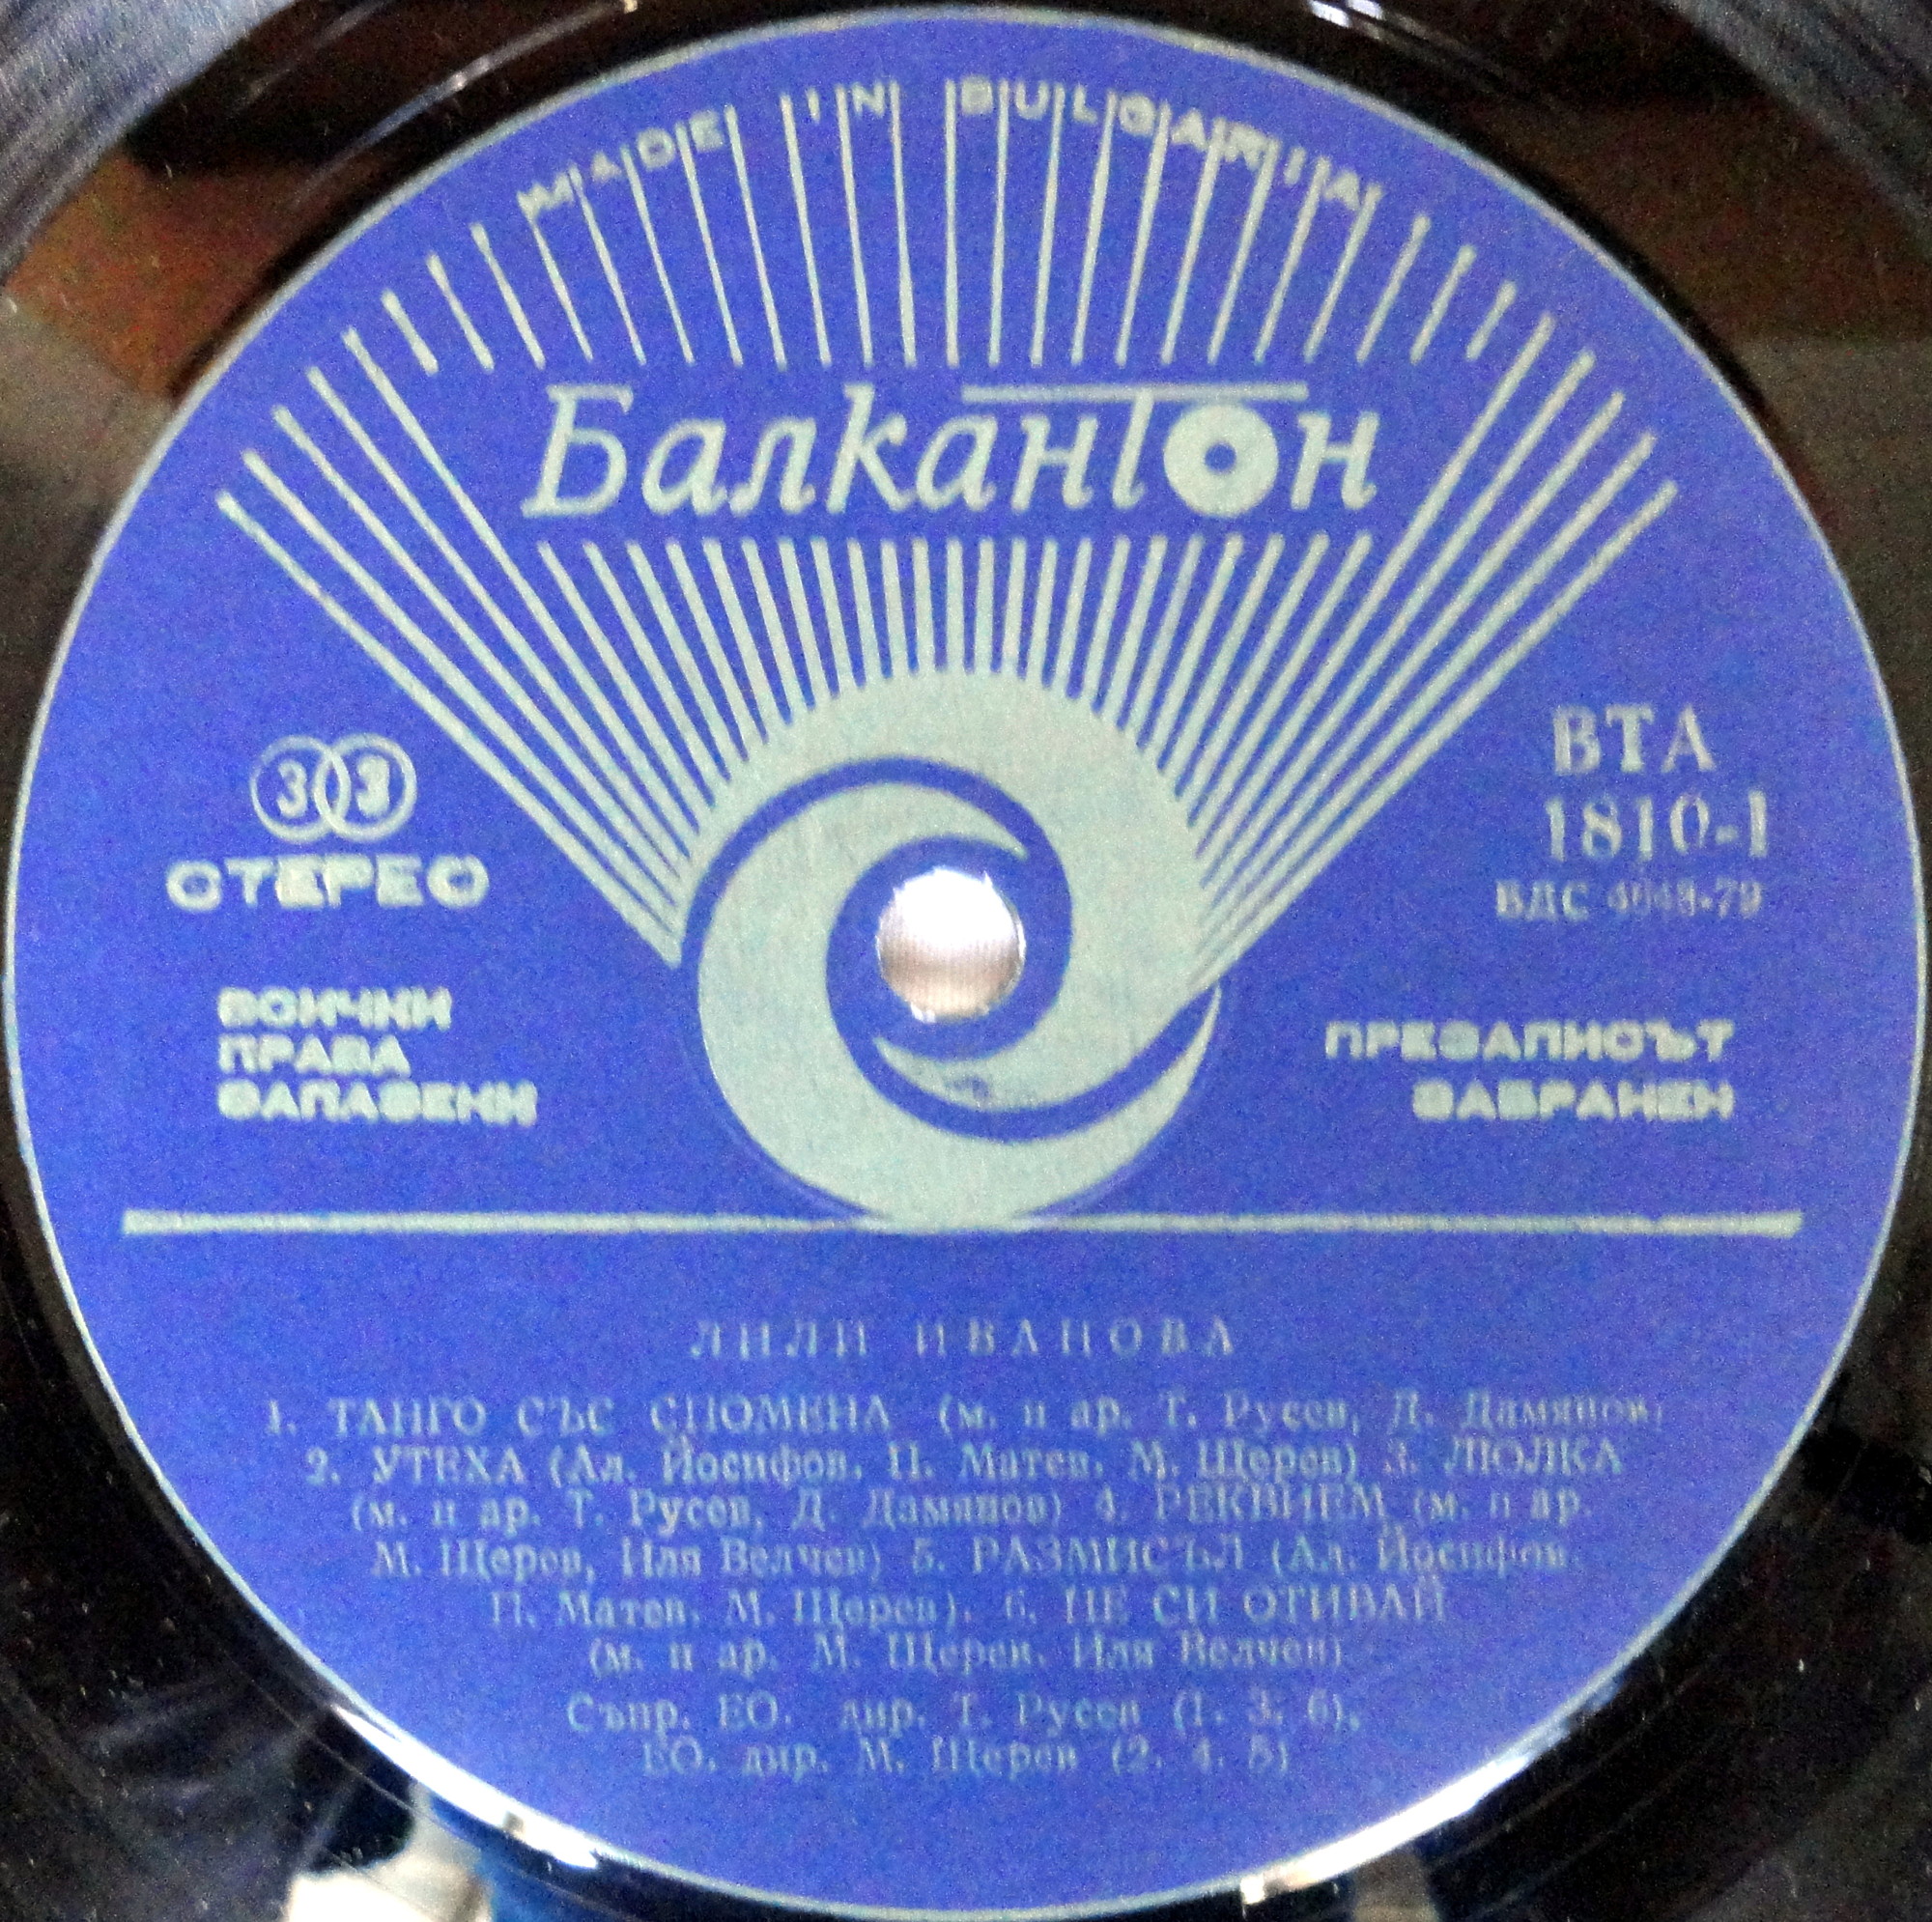 MADE IN BULGARIA
Балкантон
33
СТЕРЕО
ВТА
1810-1
БДС 4043-79
ВСИЧКИ
ПРАВА
ЗАПАЗЕНИ
ПРЕЗАПИСЪТ
ЗАБРАНЕН
ЛИЛИ ИВАНОВА
1. ТАНГО СЪС СПОМЕНА (м. и ар. Т. Русев, Д. Дамянов)
2. УТЕХА (Ал. Йосифов, П. Матев, М. Щерев) 3. ЛЮЛКА
(м. и ар. Т. Русев, Д. Дамянов) 4. РЕКВИЕМ (м. и ар.
М. Щерев, Иля Велчев) 5. РАЗМИСЪЛ (Ал. Йосифов,
П. Матев, М. Щерев). 6. НЕ СИ ОТИВАЙ
(м. и ар. М. Щерев, Иля Велчев)
Съпр. ЕО. дир. Т. Русев (1. 3. 6),
ЕО. дир. М. Щерев (2. 4. 5)